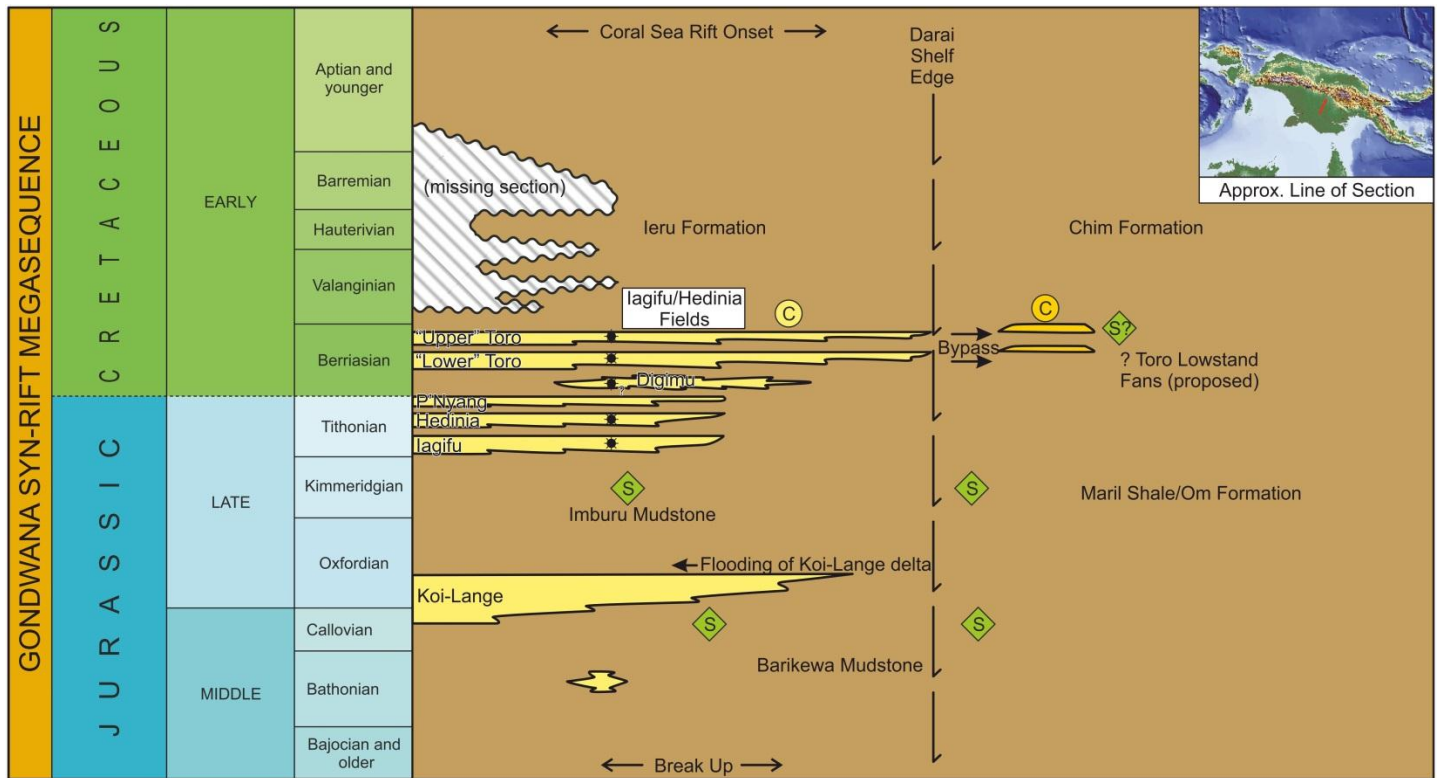 GONDWANA SYN-RIFT MEGASEQUENCE
CRETACEOUS
JURASSIC
EARLY
LATE
MIDDLE
Aptian and
younger
Barremian
Hauterivian
Valanginian
Berriasian
Tithonian
Kimmeridgian
Oxfordian
Callovian
Bathonian
Bajocian and
older
Coral Sea Rift Onset
Darai
Shelf
Edge
Approx. Line of Section
(missing section)
Ieru Formation
Chim Formation
Iagifu/Hedinia
Fields
C
C
S?
"Upper" Toro
"Lower" Toro
Bypass
? Toro Lowstand
Fans (proposed)
Digimu
?
P'Nyang
Hedinia
Iagifu
S
S
Maril Shale/Om Formation
Imburu Mudstone
Flooding of Koi-Lange delta
Koi-Lange
S
S
Barikewa Mudstone
Break Up